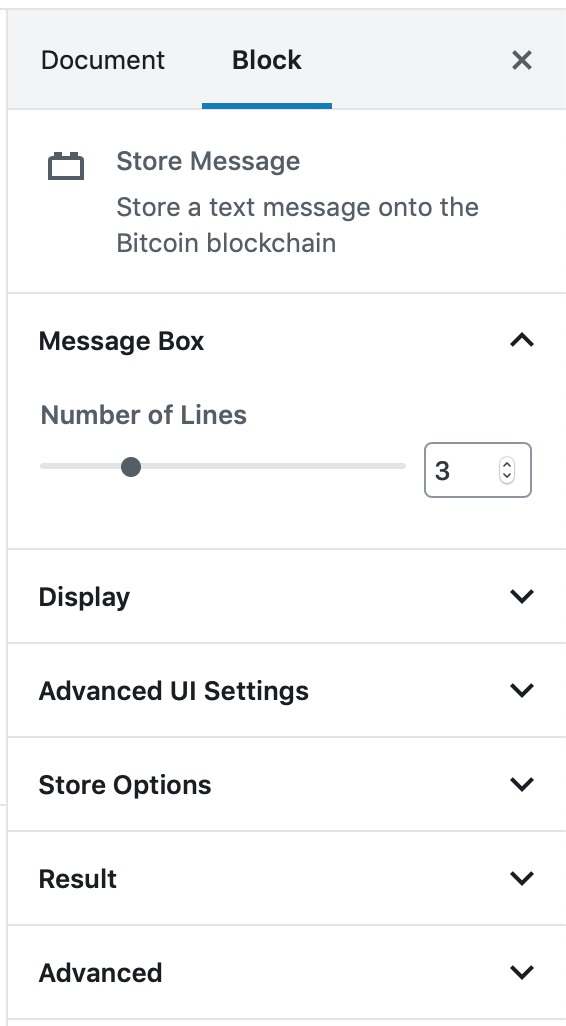 Document Block
Store Message
Store a text message onto the
Bitcoin blockchain
Message Box
Number of Lines
3
Display
Advanced UI Settings
Store Options
Result
Advanced